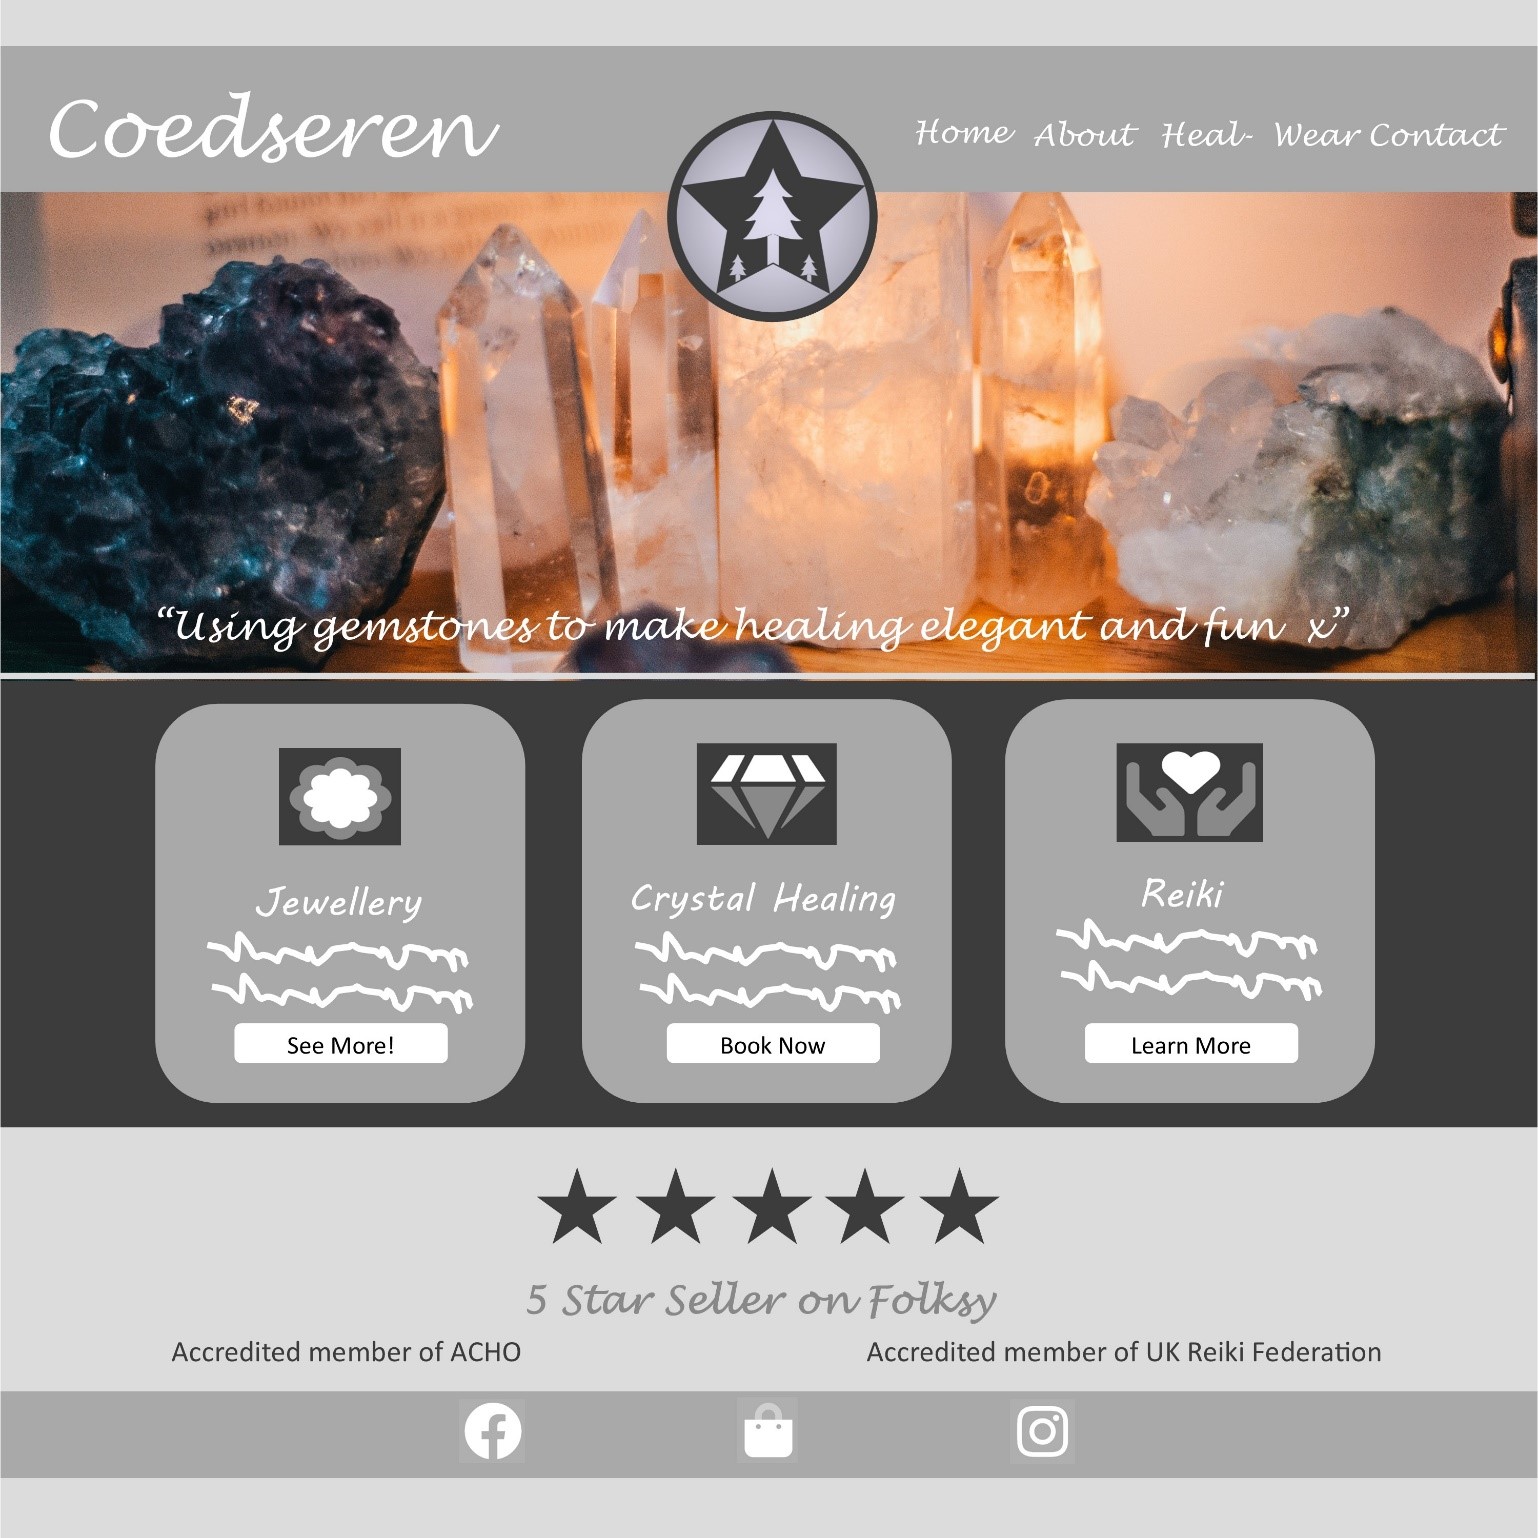 Coedseren
Home About Heal- Wear Contact
“Using gemstones to make healing elegant and fun x”
Jewellery
See More!
Crystal Healing
Book Now
Reiki
Learn More
5 Star Seller on Folksy
Accredited member of ACHO
Accredited member of UK Reiki Federation